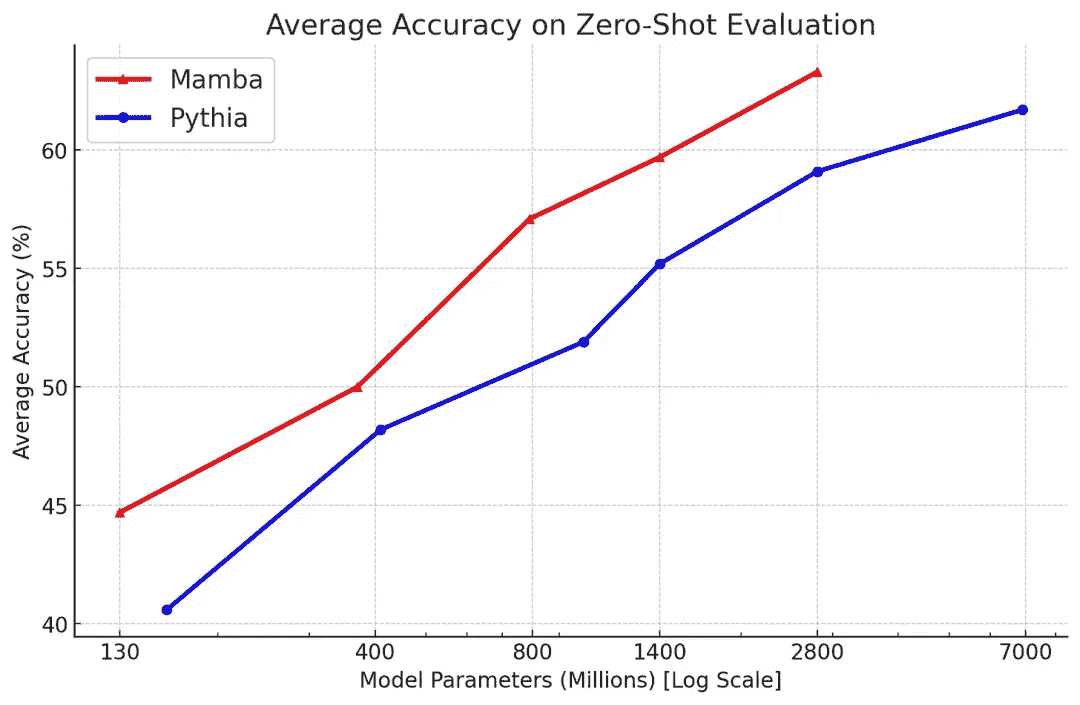 Average Accuracy on Zero-Shot Evaluation
Mamba
Pythia
Average Accuracy (%)
60
55
50
45
40
130 400 800 1400 2800 7000
Model Parameters (Millions) [Log Scale]